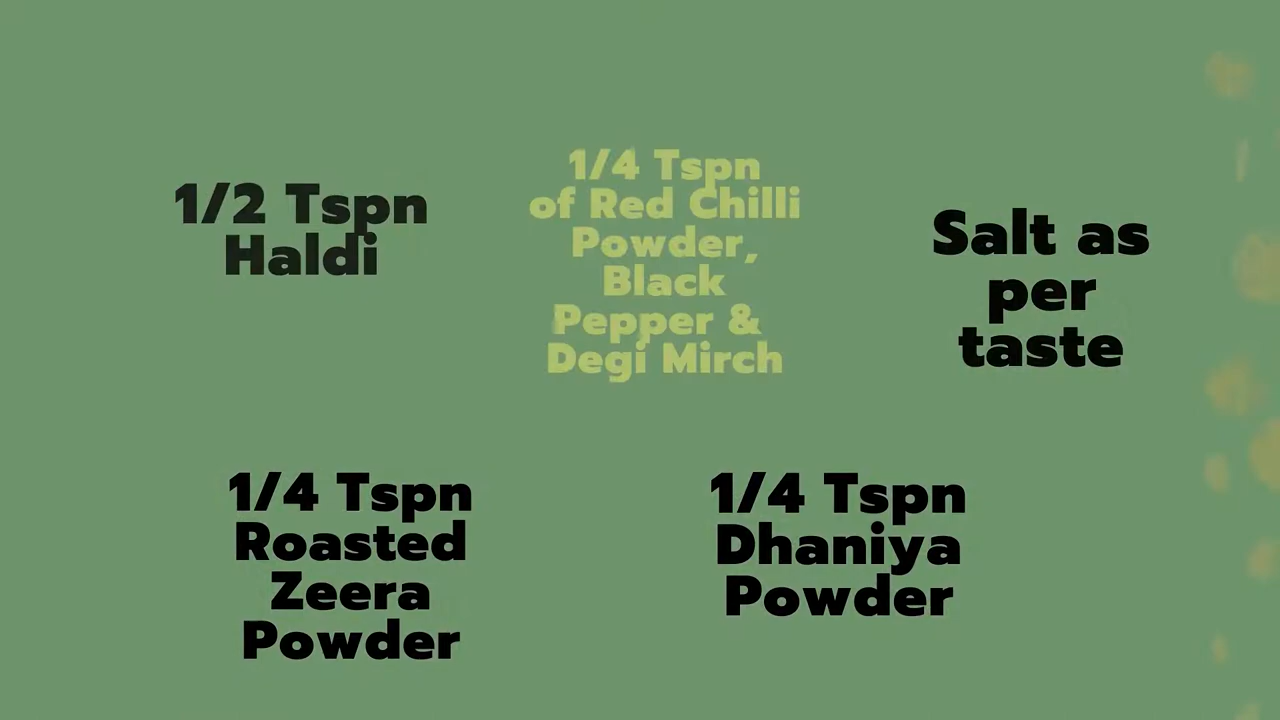 1/2 Tspn
Haldi
1/4 Tspn
of Red Chilli
Powder,
Black
Pepper &
Degi Mirch
Salt as
per
taste
1/4 Tspn
Roasted
Zeera
Powder
1/4 Tspn
Dhaniya
Powder